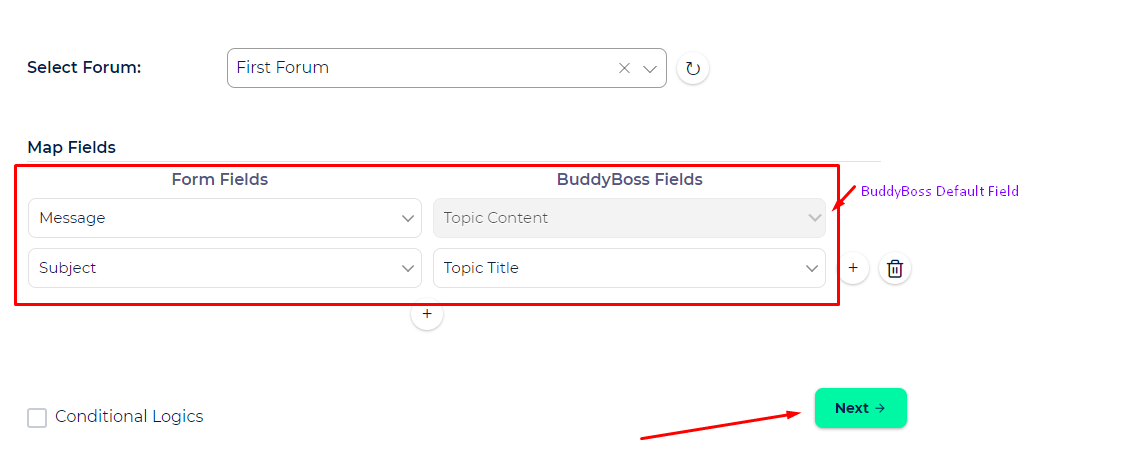 Select Forum: First Forum
Map Fields
Form Fields BuddyBoss Fields
BuddyBoss Default Field
Message Topic Content
Subject Topic Title +
+
Conditional Logics Next →